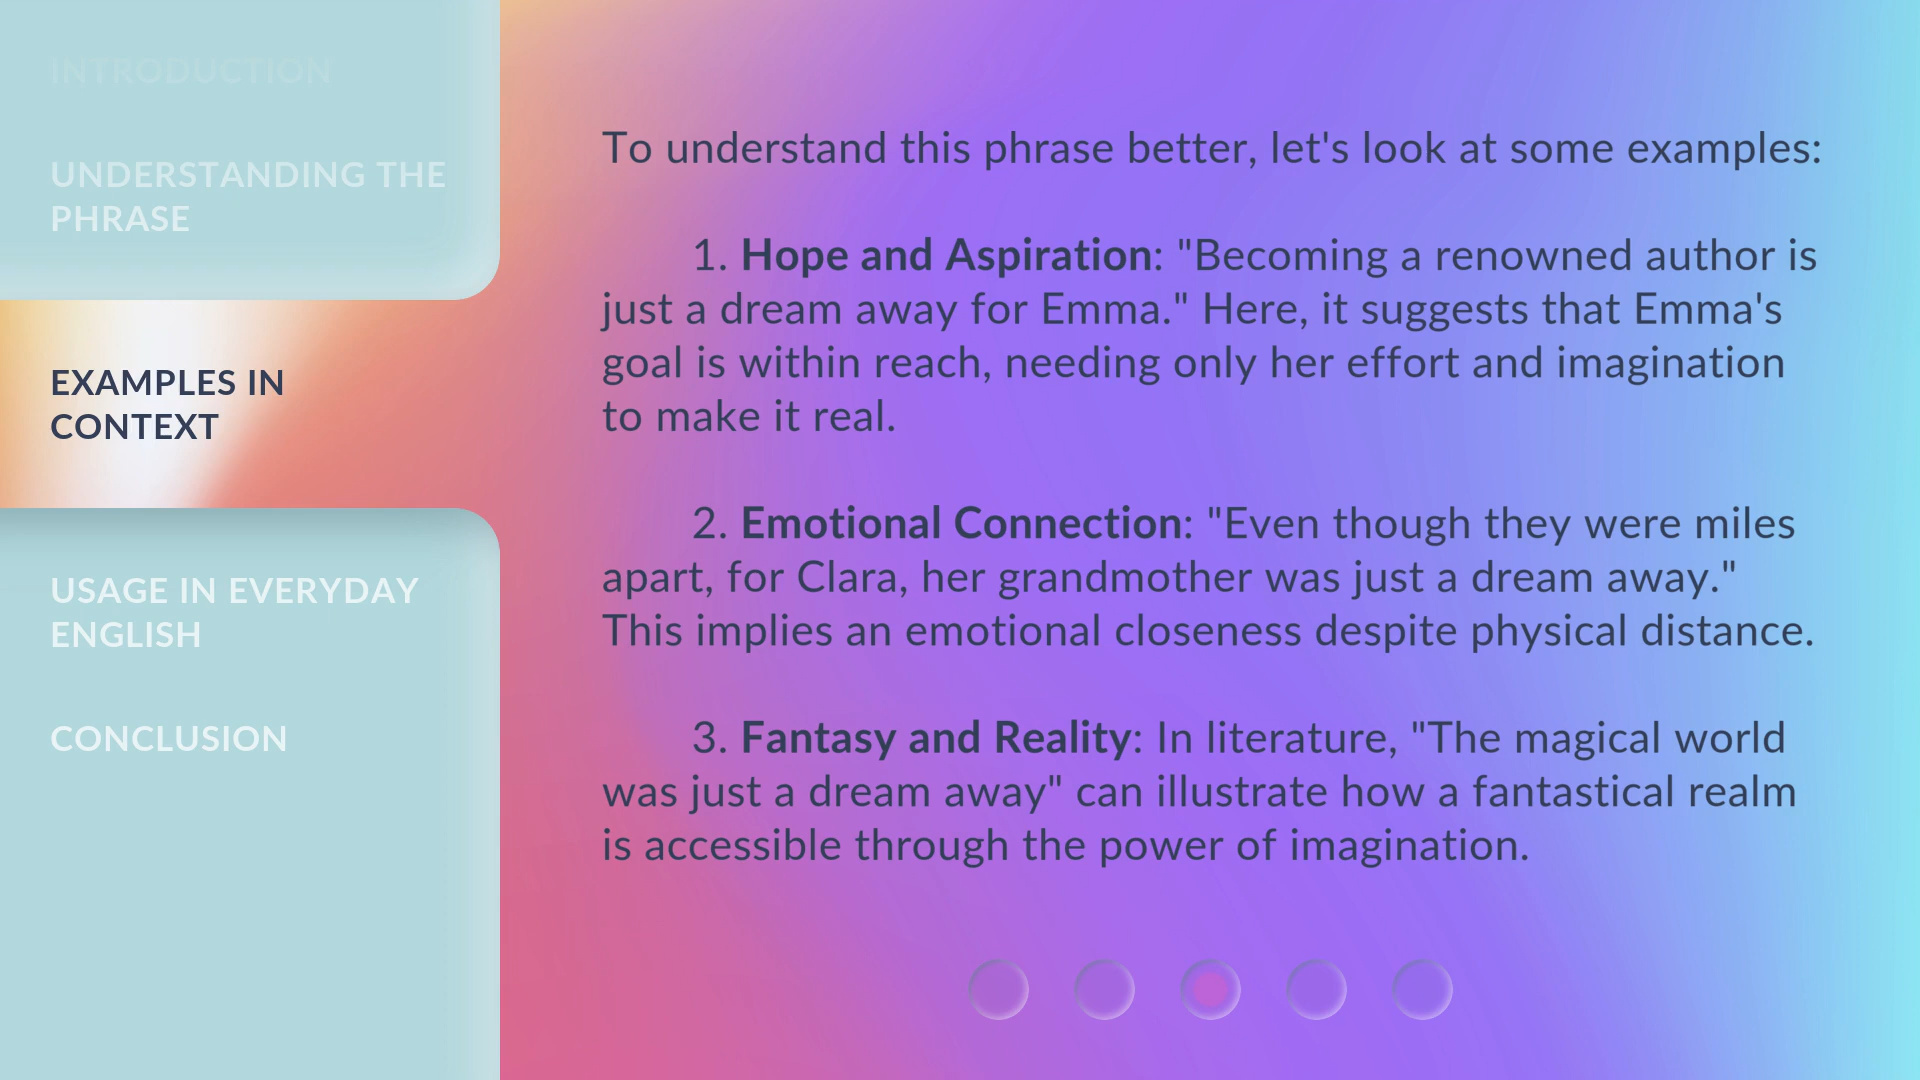 INTRODUCTION
UNDERSTANDING THE
PHRASE
EXAMPLES IN
CONTEXT
USAGE IN EVERYDAY
ENGLISH
CONCLUSION
To understand this phrase better, let's look at some examples:
1. Hope and Aspiration: "Becoming a renowned author is
just a dream away for Emma." Here, it suggests that Emma's
goal is within reach, needing only her effort and imagination
to make it real.
2. Emotional Connection: "Even though they were miles
apart, for Clara, her grandmother was just a dream away."
This implies an emotional closeness despite physical distance.
3. Fantasy and Reality: In literature, "The magical world
was just a dream away" can illustrate how a fantastical realm
is accessible through the power of imagination.